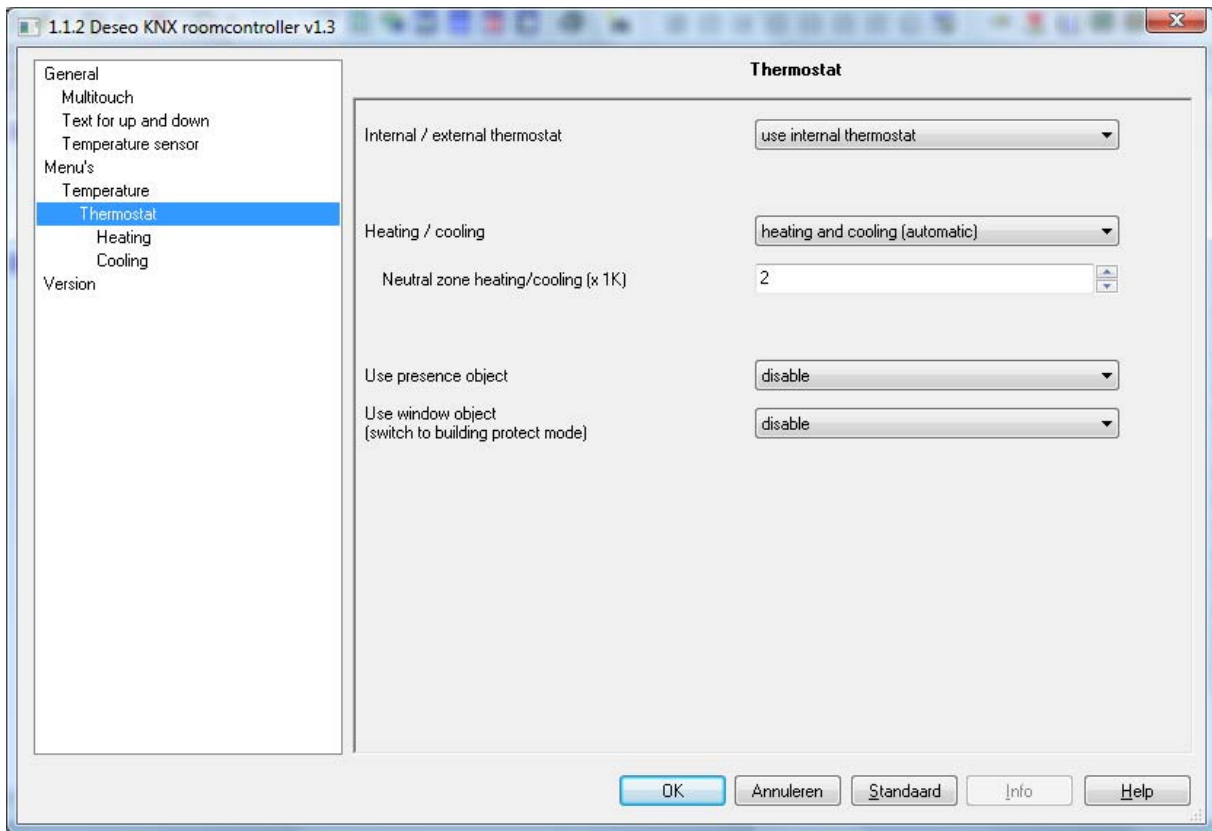 1.1.2 Deseo KNX roomcontroller v1.3
General
Multitouch
Text for up and down
Temperature sensor
Menu's
Temperature
Thermostat
Heating
Cooling
Version
Thermostat
Internal / external thermostat
use internal thermostat
Heating / cooling
heating and cooling (automatic)
Neutral zone heating/cooling (x 1K)
2
Use presence object
disable
Use window object
(switch to building protect mode)
disable
OK
Annuleren
Standaard
Info
Help